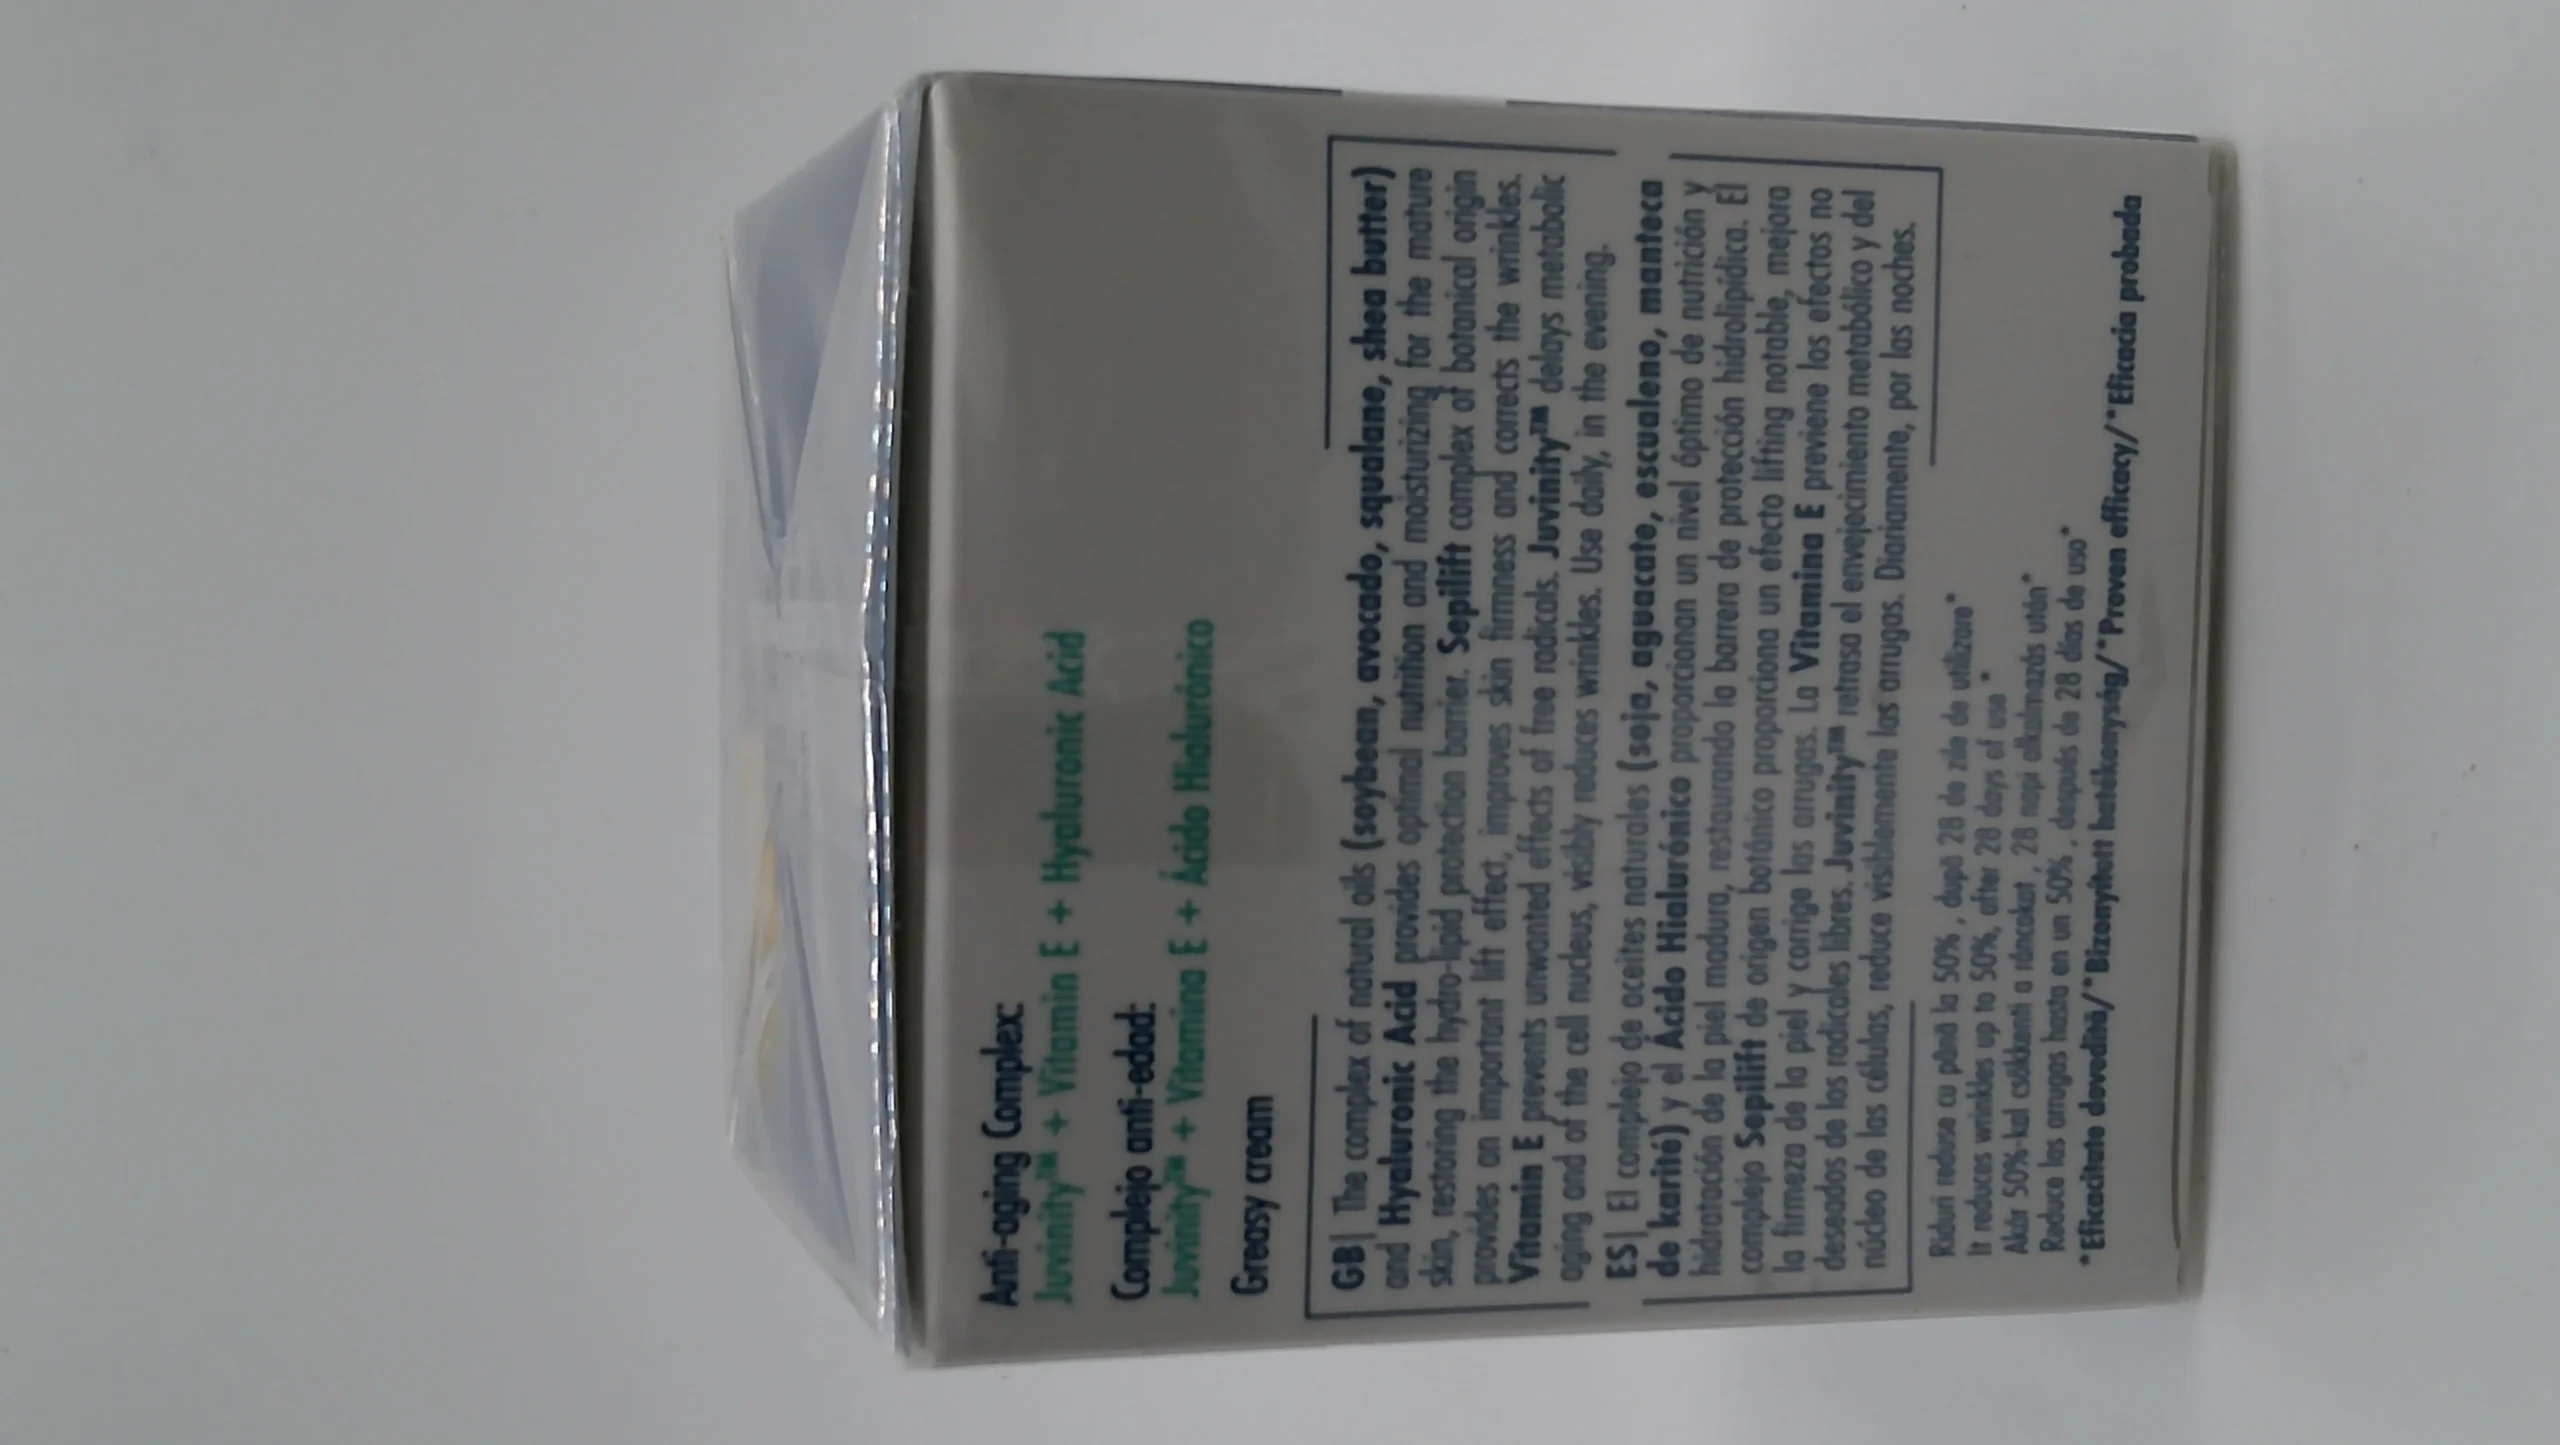 Anti-aging Complex:
Juvinity™ + Vitamin E + Hyaluronic Acid
Complejo anti-edad:
Juvinity™ + Vitamina E + Ácido Hialurónico
Greasy cream
GB| The complex of natural oils (soybean, avocado, squalane, shea butter)
and Hyaluronic Acid provides optimal nutrition and moisturizing for the mature
skin, restoring the hydro-lipid protection barrier. Sepilift complex of botanical origin
provides an important lift effect, improves skin firmness and corrects the wrinkles.
Vitamin E prevents unwanted effects of free radicals. Juvinity™ delays metabolic
aging and of the cell nucleus, visibly reduces wrinkles. Use daily, in the evening.
ES| El complejo de aceites naturales (soja, aguacate, escualeno, manteca
de karité) y el Ácido Hialurónico proporcionan un nivel óptimo de nutrición y
hidratación de la piel madura, restaurando la barrera de protección hidrolipídica. El
complejo Sepilift de origen botánico proporciona un efecto lifting notable, mejora
la firmeza de la piel y corrige las arrugas. La Vitamina E previene los efectos no
deseados de los radicales libres. Juvinity™ retrasa el envejecimiento metabólico y del
núcleo de las células, reduce visiblemente las arrugas. Diariamente, por las noches.
Riduri reduse cu până la 50%, după 28 de zile de utilizare*
It reduces wrinkles up to 50%, after 28 days of use*
Akár 50%-kal csökkenti a ráncokat, 28 napi alkalmazás után*
Reduce las arrugas hasta en un 50%, después de 28 días de uso*
*Eficacitate dovedită/*Bizonyított hatékonyság/*Proven efficacy/*Eficacia probada